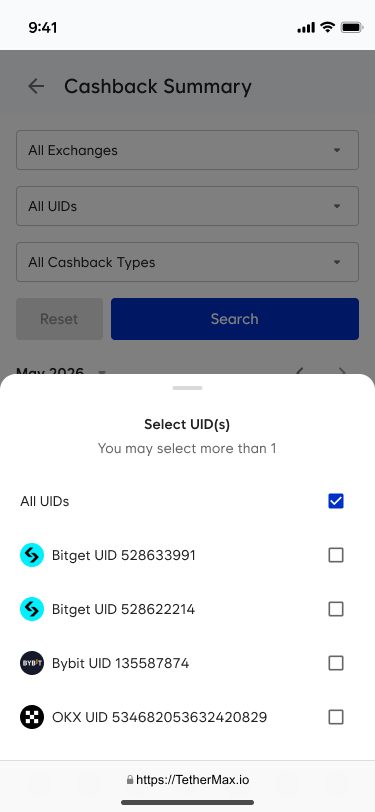 9:41
Cashback Summary
All Exchanges
All UIDs
All Cashback Types
Reset Search
May 2026
Select UID(s)
You may select more than 1
All UIDs
Bitget UID 528633991
Bitget UID 528622214
BYBIT Bybit UID 135587874
OKX UID 534682053632420829
https://TetherMax.io